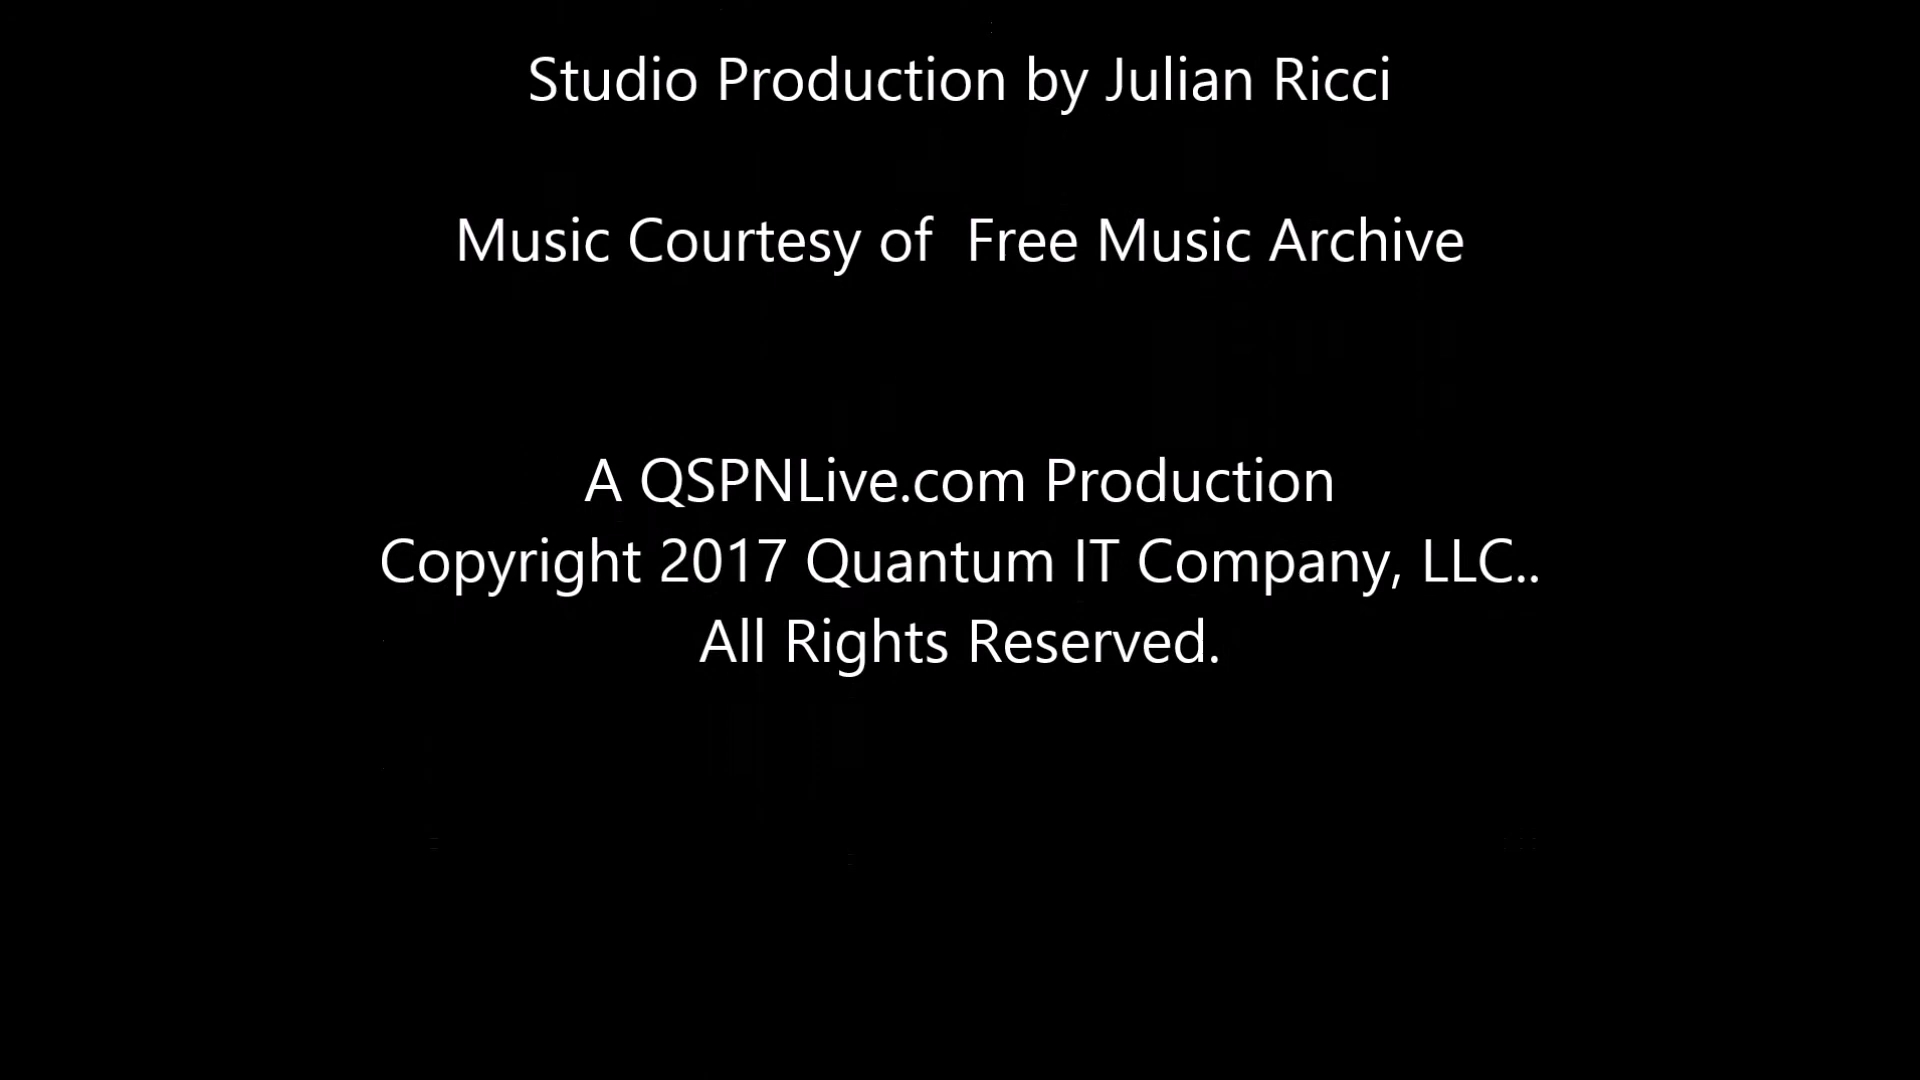 Studio Production by Julian Ricci
Music Courtesy of  Free Music Archive
A QSPNLive.com Production
Copyright 2017 Quantum IT Company, LLC..
All Rights Reserved.